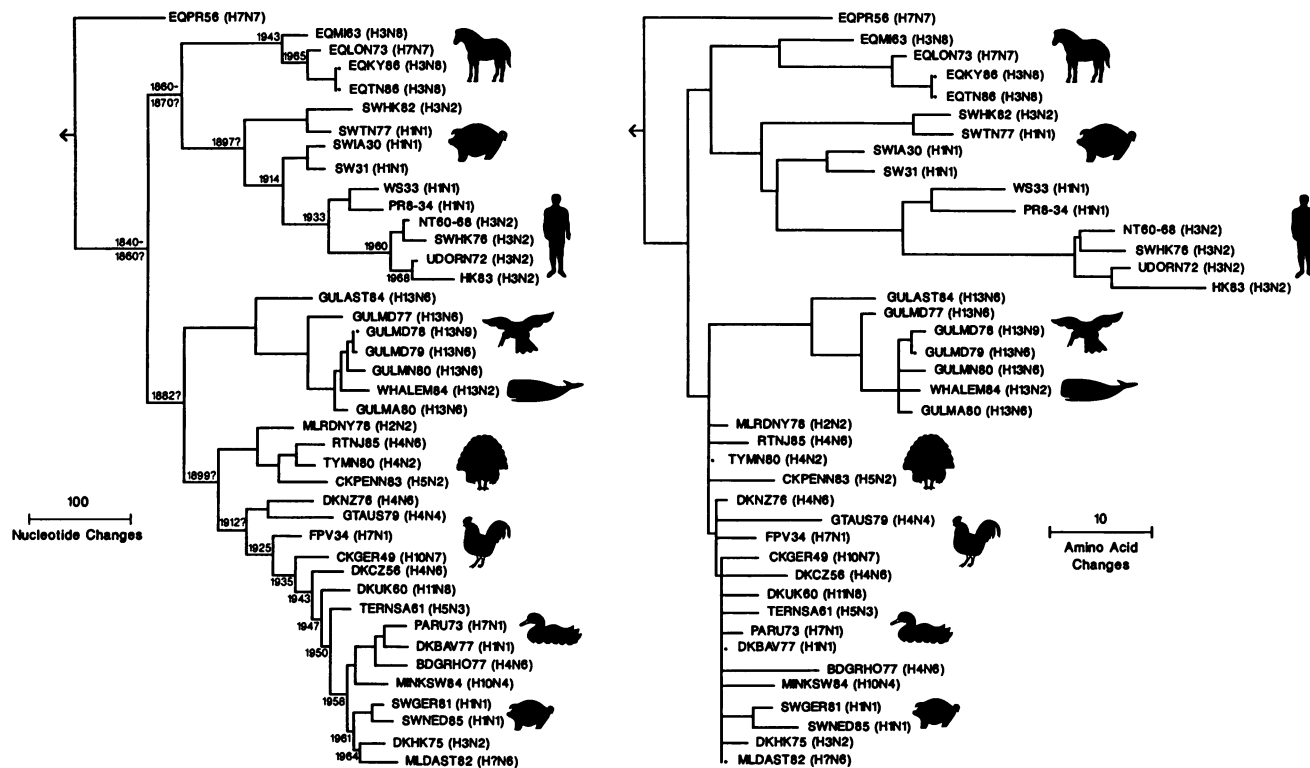 EQPR56 (H7N7)
1943
EQMI63 (H3N8)
1965
EQLON73 (H7N7)
EQKY86 (H3N8)
EQTN86 (H3N8)
1860-
1870?
SWHK82 (H3N2)
SWTN77 (H1N1)
1897?
SWIA30 (H1N1)
SW31 (H1N1)
1914
WS33 (H1N1)
PR8-34 (H1N1)
1933
NT60-68 (H3N2)
SWHK76 (H3N2)
1960
UDORN72 (H3N2)
1968
HK83 (H3N2)
1840-
1860?
GULAST84 (H13N6)
GULMD77 (H13N6)
GULMD78 (H13N9)
GULMD79 (H13N6)
GULMN80 (H13N6)
WHALEM84 (H13N2)
GULMA80 (H13N6)
1882?
MLRDNY78 (H2N2)
RTNJ85 (H4N6)
TYMN80 (H4N2)
CKPENN83 (H5N2)
1899?
DKNZ76 (H4N6)
GTAUS79 (H4N4)
1912?
FPV34 (H7N1)
1925
CKGER49 (H10N7)
1935
DKCZ56 (H4N6)
1943
DKUK60 (H11N8)
TERNSA61 (H5N3)
1947
PARU73 (H7N1)
DKBAV77 (H1N1)
1950
BDGRHO77 (H4N6)
MINKSW84 (H10N4)
1958
SWGER81 (H1N1)
SWNED85 (H1N1)
1961
DKHK75 (H3N2)
1964
MLDAST82 (H?N6)
100
Nucleotide Changes
EQPR56 (H7N7)
EQMI63 (H3N8)
EQLON73 (H7N7)
EQKY86 (H3N8)
EQTN86 (H3N8)
SWHK82 (H3N2)
SWTN77 (H1N1)
SWIA30 (H1N1)
SW31 (H1N1)
WS33 (H1N1)
PR8-34 (H1N1)
NT60-68 (H3N2)
SWHK76 (H3N2)
UDORN72 (H3N2)
HK83 (H3N2)
GULAST84 (H13N6)
GULMD77 (H13N6)
GULMD78 (H13N9)
GULMD79 (H13N6)
GULMN80 (H13N6)
WHALEM84 (H13N2)
GULMA80 (H13N6)
MLRDNY78 (H2N2)
RTNJ85 (H4N6)
TYMN80 (H4N2)
CKPENN83 (H5N2)
DKNZ76 (H4N6)
GTAUS79 (H4N4)
FPV34 (H7N1)
CKGER49 (H10N7)
DKCZ56 (H4N6)
DKUK60 (H11N8)
TERNSA61 (H5N3)
PARU73 (H7N1)
DKBAV77 (H1N1)
BDGRHO77 (H4N6)
MINKSW84 (H10N4)
SWGER81 (H1N1)
SWNED85 (H1N1)
DKHK75 (H3N2)
MLDAST82 (H?N6)
10
Amino Acid
Changes